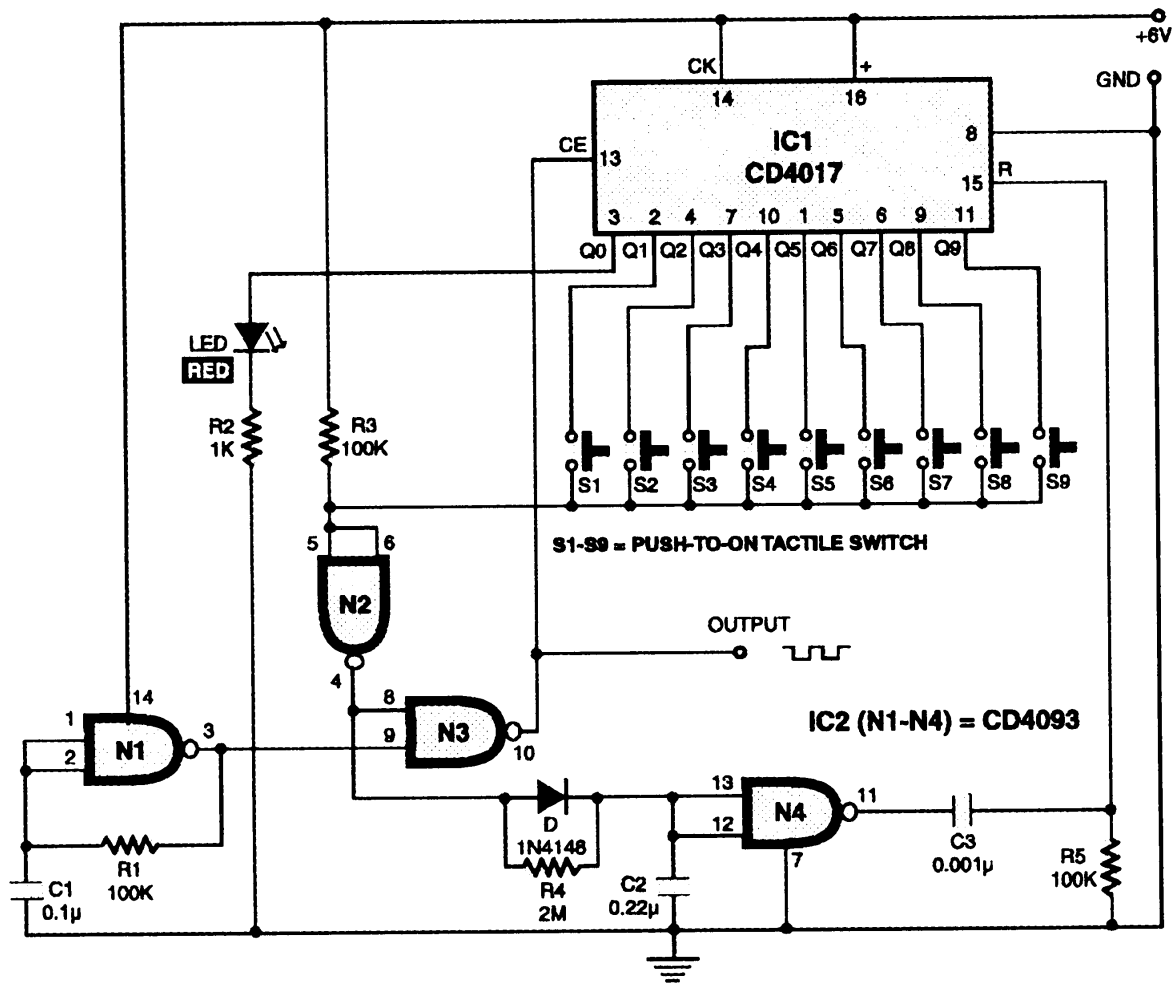 +6V
GND
CK
+
14
16
IC1
CD4017
CE
13
8
15
R
3 2 4 7 10 1 5 6 9 11
Q0 Q1 Q2 Q3 Q4 Q5 Q6 Q7 Q8 Q9
LED
RED
R2
1K
R3
100K
S1 S2 S3 S4 S5 S6 S7 S8 S9
S1-S9 = PUSH-TO-ON TACTILE SWITCH
5
6
N2
4
OUTPUT
IC2 (N1-N4) = CD4093
14
1
2
N1
3
8
9
N3
10
D
1N4148
R4
2M
13
12
N4
11
7
C3
0.001µ
R5
100K
R1
100K
C1
0.1µ
C2
0.22µ